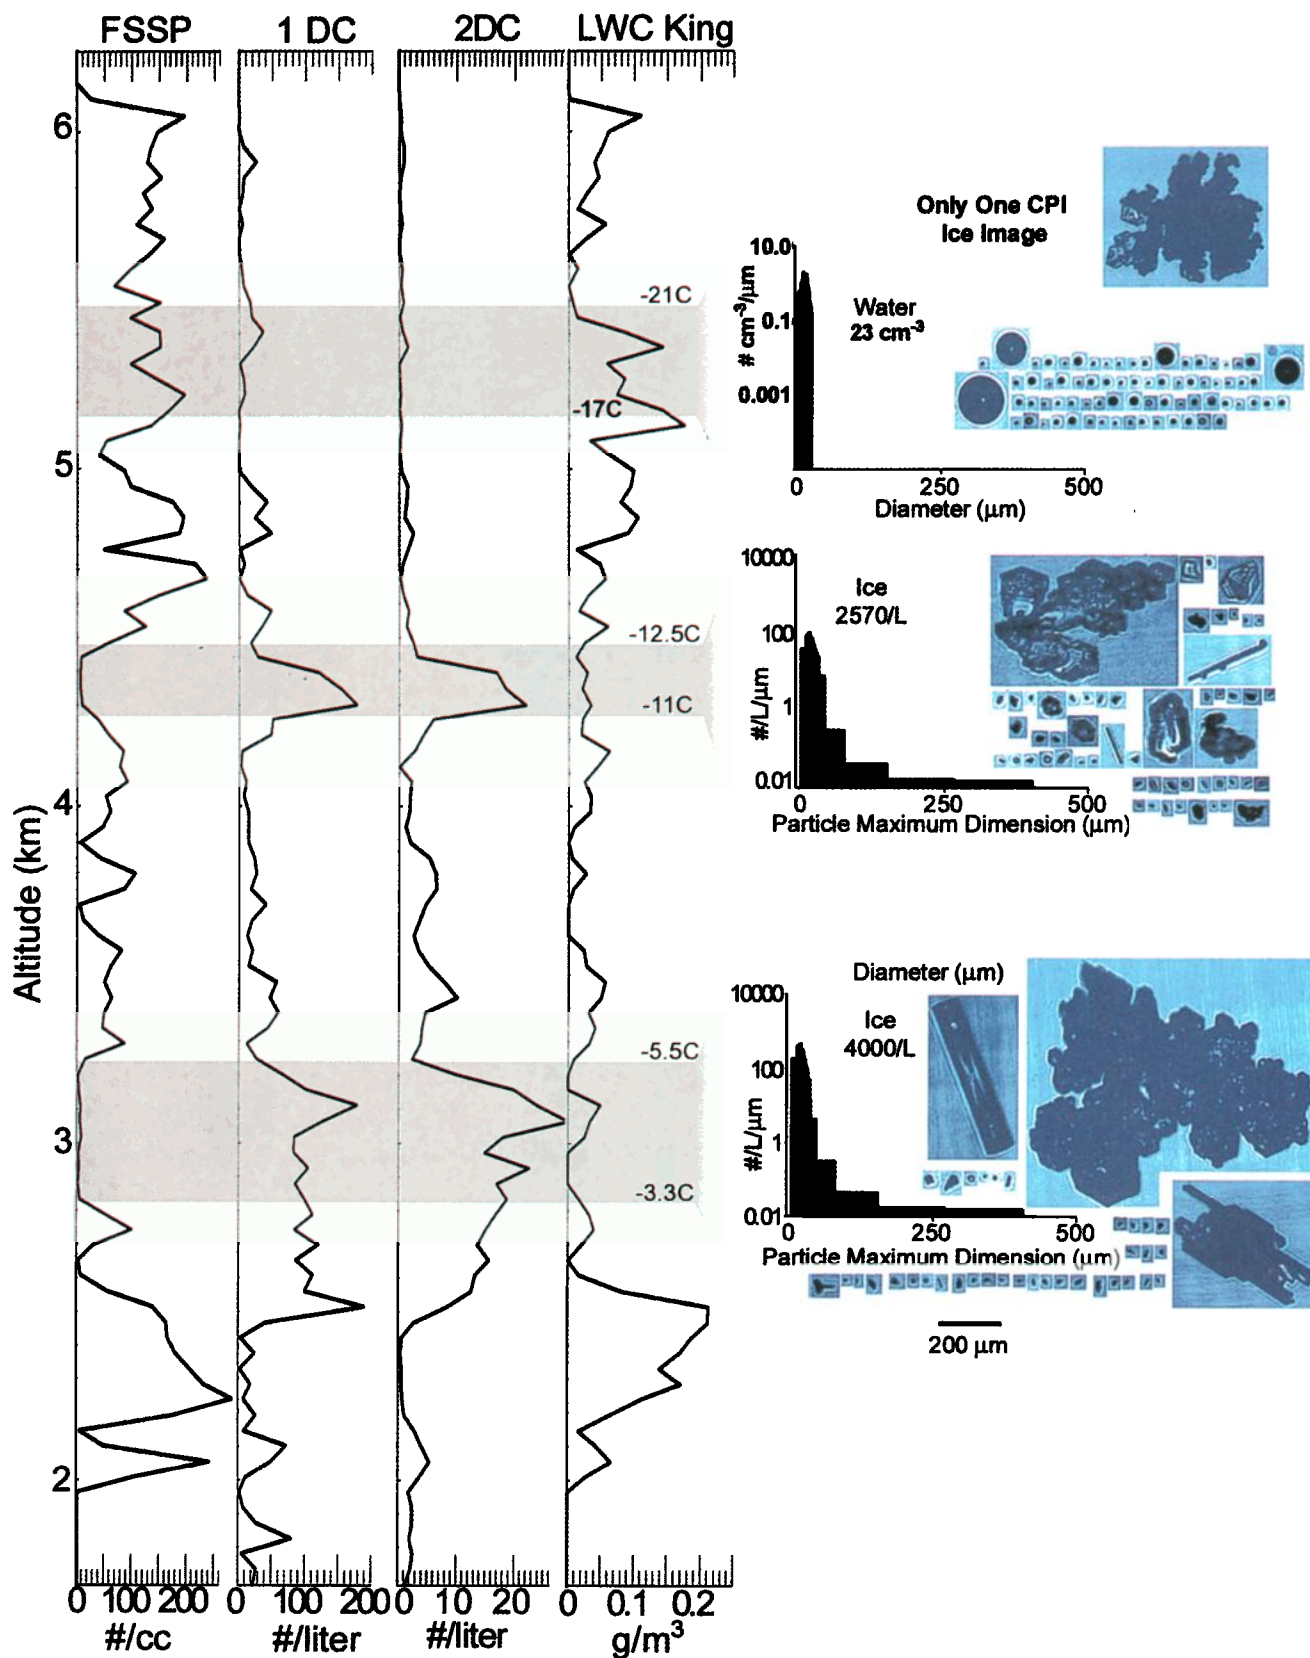 FSSP
1 DC
2DC
LWC King
6
5
4
3
2
Altitude (km)
0 100 200
#/cc
0 100 200
#/liter
0 10 20
#/liter
0 0.1 0.2
g/m³
-21C
-17C
-12.5C
-11C
-5.5C
-3.3C
Only One CPI
Ice Image
10.0
0.1
0.001
# cm⁻³/µm
Water
23 cm⁻³
0 250 500
Diameter (µm)
10000
100
1
0.01
#/L/µm
Ice
2570/L
0 250 500
Particle Maximum Dimension (µm)
Diameter (µm)
10000
100
1
0.01
#/L/µm
Ice
4000/L
0 250 500
Particle Maximum Dimension (µm)
200 µm